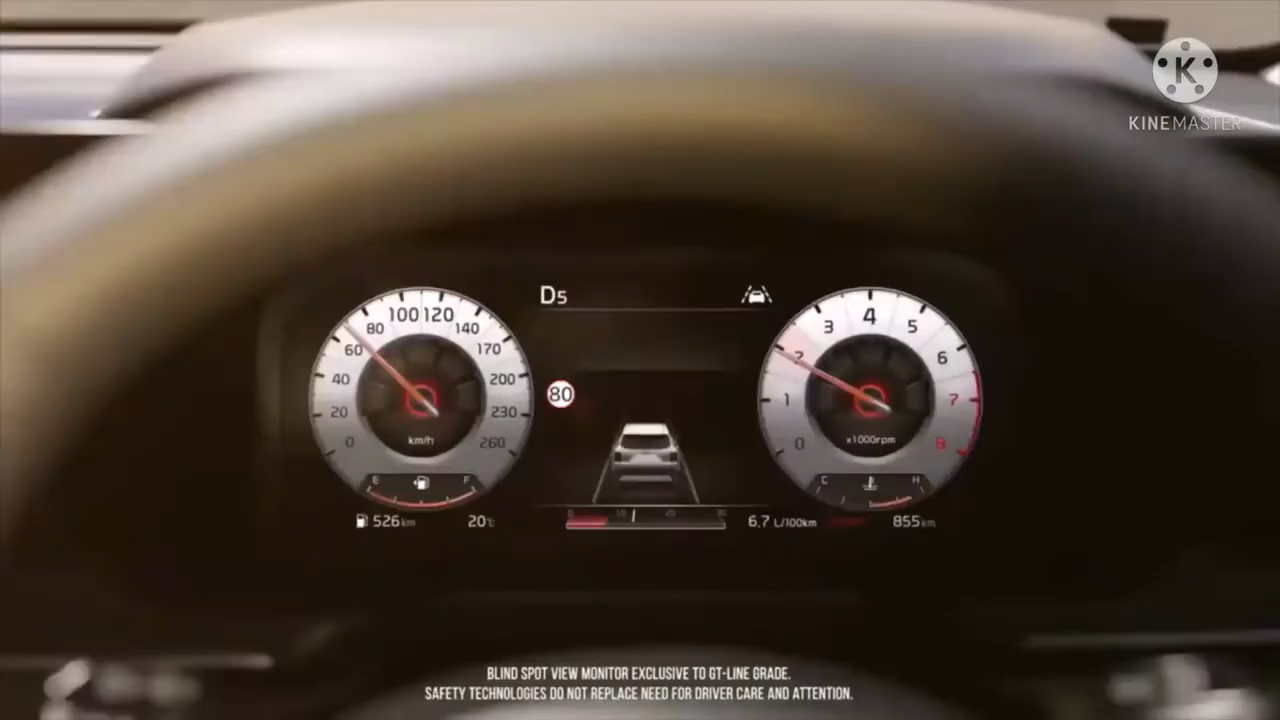 K
KINEMASTER
D5
80
0
20
40
60
80
100
120
140
170
200
230
260
km/h
E
F
526km
20°C
0
1
2
3
4
5
6
7
8
x1000rpm
C
H
6.7 L/100km
855km
BLIND SPOT VIEW MONITOR EXCLUSIVE TO GT-LINE GRADE.
SAFETY TECHNOLOGIES DO NOT REPLACE NEED FOR DRIVER CARE AND ATTENTION.